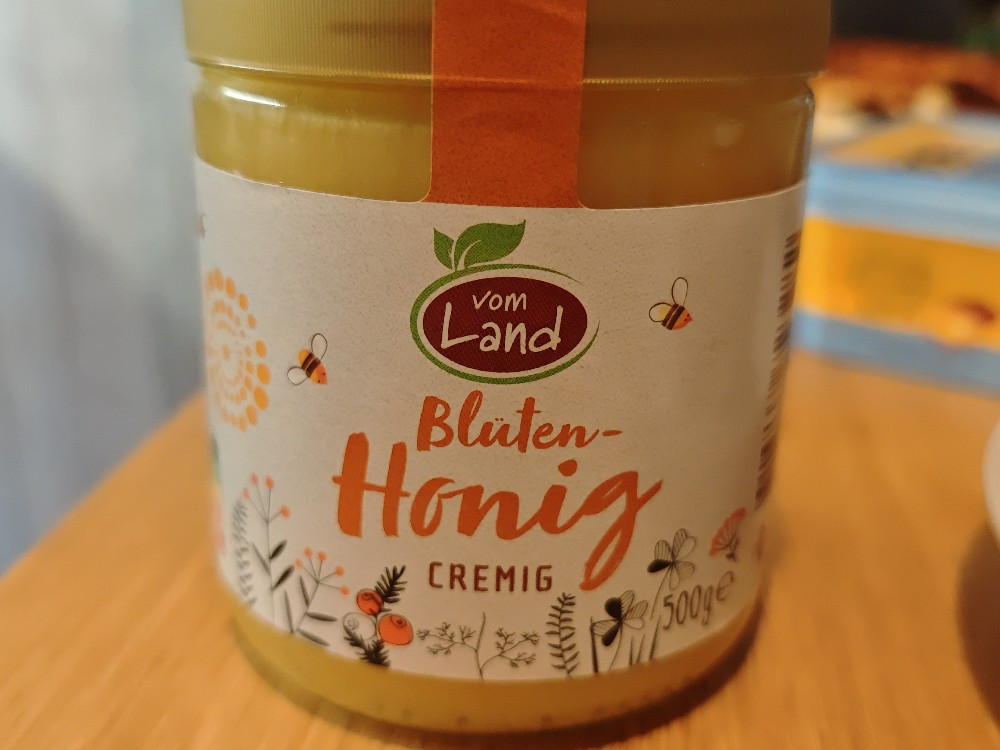 vom
Land
Blüten-
Honig
CREMIG
500g e